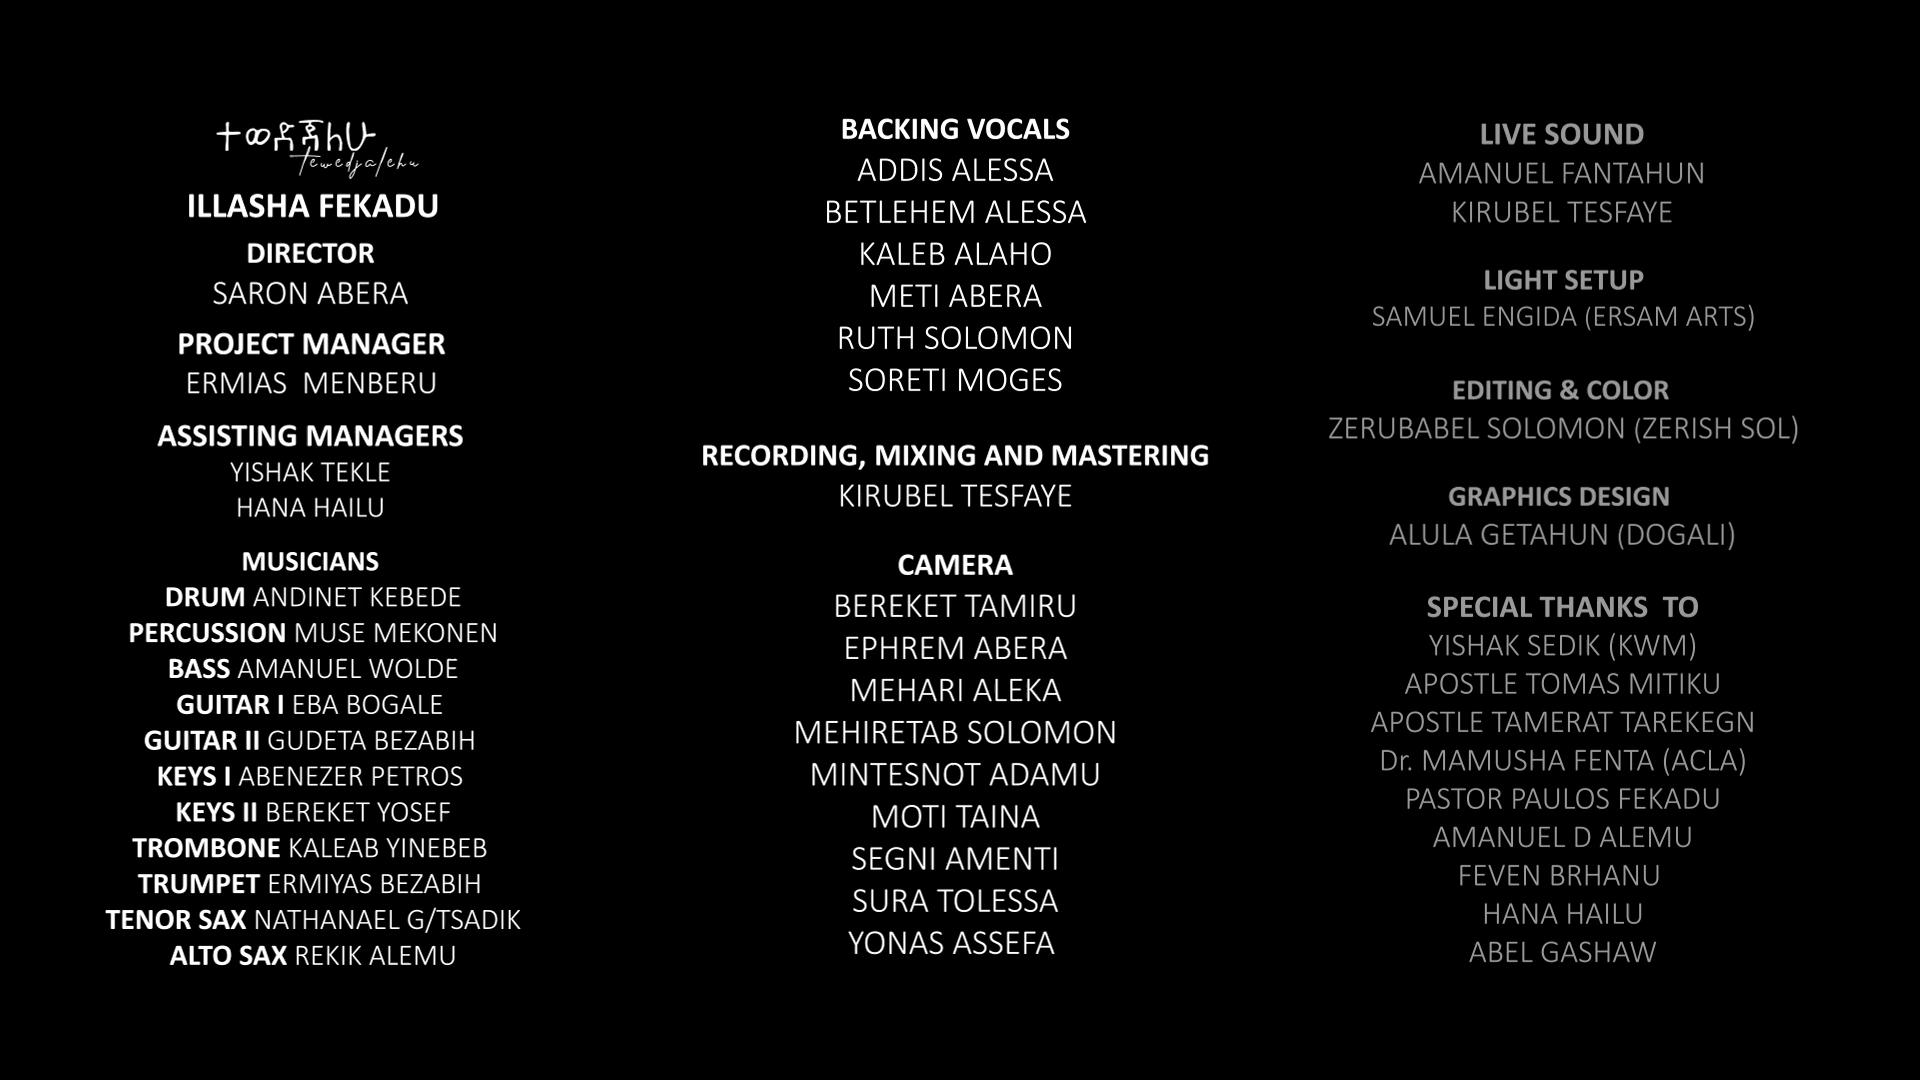 ተወደጃለሁ
Tewedjalehu
ILLASHA FEKADU
DIRECTOR
SARON ABERA
PROJECT MANAGER
ERMIAS MENBERU
ASSISTING MANAGERS
YISHAK TEKLE
HANA HAILU
MUSICIANS
DRUM ANDINET KEBEDE
PERCUSSION MUSE MEKONEN
BASS AMANUEL WOLDE
GUITAR I EBA BOGALE
GUITAR II GUDETA BEZABIH
KEYS I ABENEZER PETROS
KEYS II BEREKET YOSEF
TROMBONE KALEAB YINEBEB
TRUMPET ERMIYAS BEZABIH
TENOR SAX NATHANAEL G/TSADIK
ALTO SAX REKIK ALEMU
BACKING VOCALS
ADDIS ALESSA
BETLEHEM ALESSA
KALEB ALAHO
METI ABERA
RUTH SOLOMON
SORETI MOGES
RECORDING, MIXING AND MASTERING
KIRUBEL TESFAYE
CAMERA
BEREKET TAMIRU
EPHREM ABERA
MEHARI ALEKA
MEHIRETAB SOLOMON
MINTESNOT ADAMU
MOTI TAINA
SEGNI AMENTI
SURA TOLESSA
YONAS ASSEFA
LIVE SOUND
AMANUEL FANTAHUN
KIRUBEL TESFAYE
LIGHT SETUP
SAMUEL ENGIDA (ERSAM ARTS)
EDITING & COLOR
ZERUBABEL SOLOMON (ZERISH SOL)
GRAPHICS DESIGN
ALULA GETAHUN (DOGALI)
SPECIAL THANKS TO
YISHAK SEDIK (KWM)
APOSTLE TOMAS MITIKU
APOSTLE TAMERAT TAREKEGN
Dr. MAMUSHA FENTA (ACLA)
PASTOR PAULOS FEKADU
AMANUEL D ALEMU
FEVEN BRHANU
HANA HAILU
ABEL GASHAW